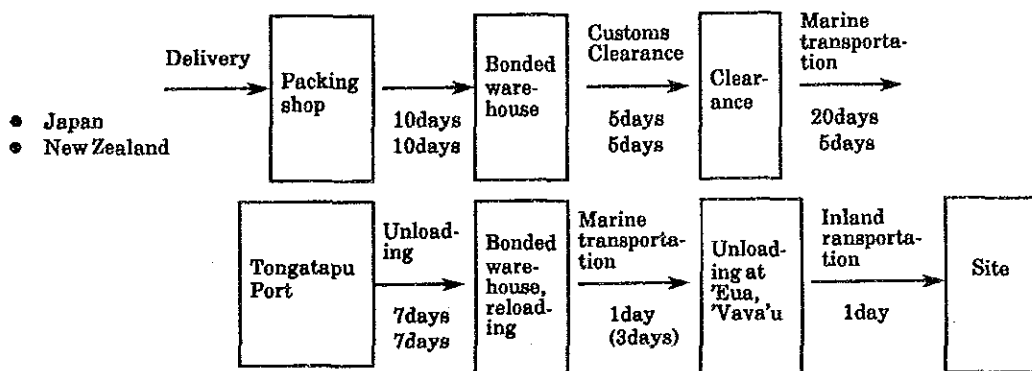 Delivery
• Japan
• New Zealand
Packing
shop
10days
10days
Bonded
ware-
house
Customs
Clearance
5days
5days
Clear-
ance
Marine
transporta-
tion
20days
5days
Tongatapu
Port
Unload-
ing
7days
7days
Bonded
ware-
house,
reload-
ing
Marine
transporta-
tion
1day
(3days)
Unload-
ing at
'Eua,
'Vava'u
Inland
ransporta-
tion
1day
Site